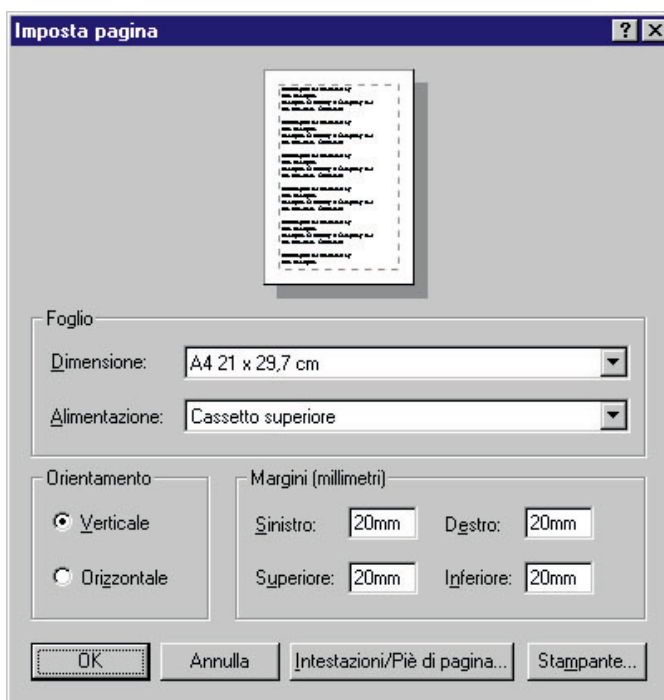 Imposta pagina
Foglio
Dimensione: A4 21 x 29,7 cm
Alimentazione: Cassetto superiore
Orientamento
Verticale
Orizzontale
Margini (millimetri)
Sinistro: 20mm Destro: 20mm
Superiore: 20mm Inferiore: 20mm
OK Annulla Intestazioni/Piè di pagina... Stampante...